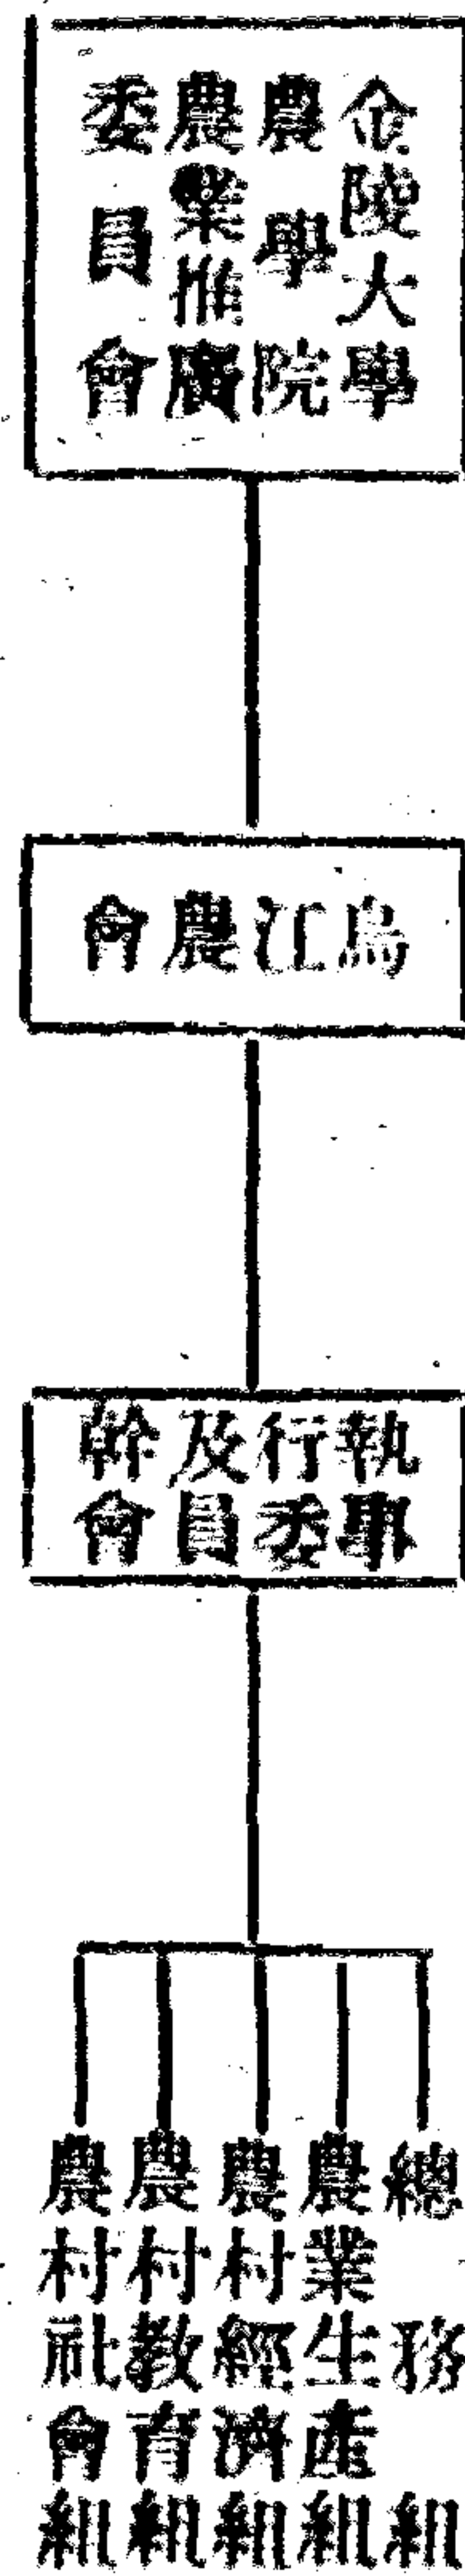 金陵大學
農學院
農業推廣
委員會
烏江農會
執行及幹
事委員會
總務組
農業生產組
農村經濟組
農村教育組
農村社會組